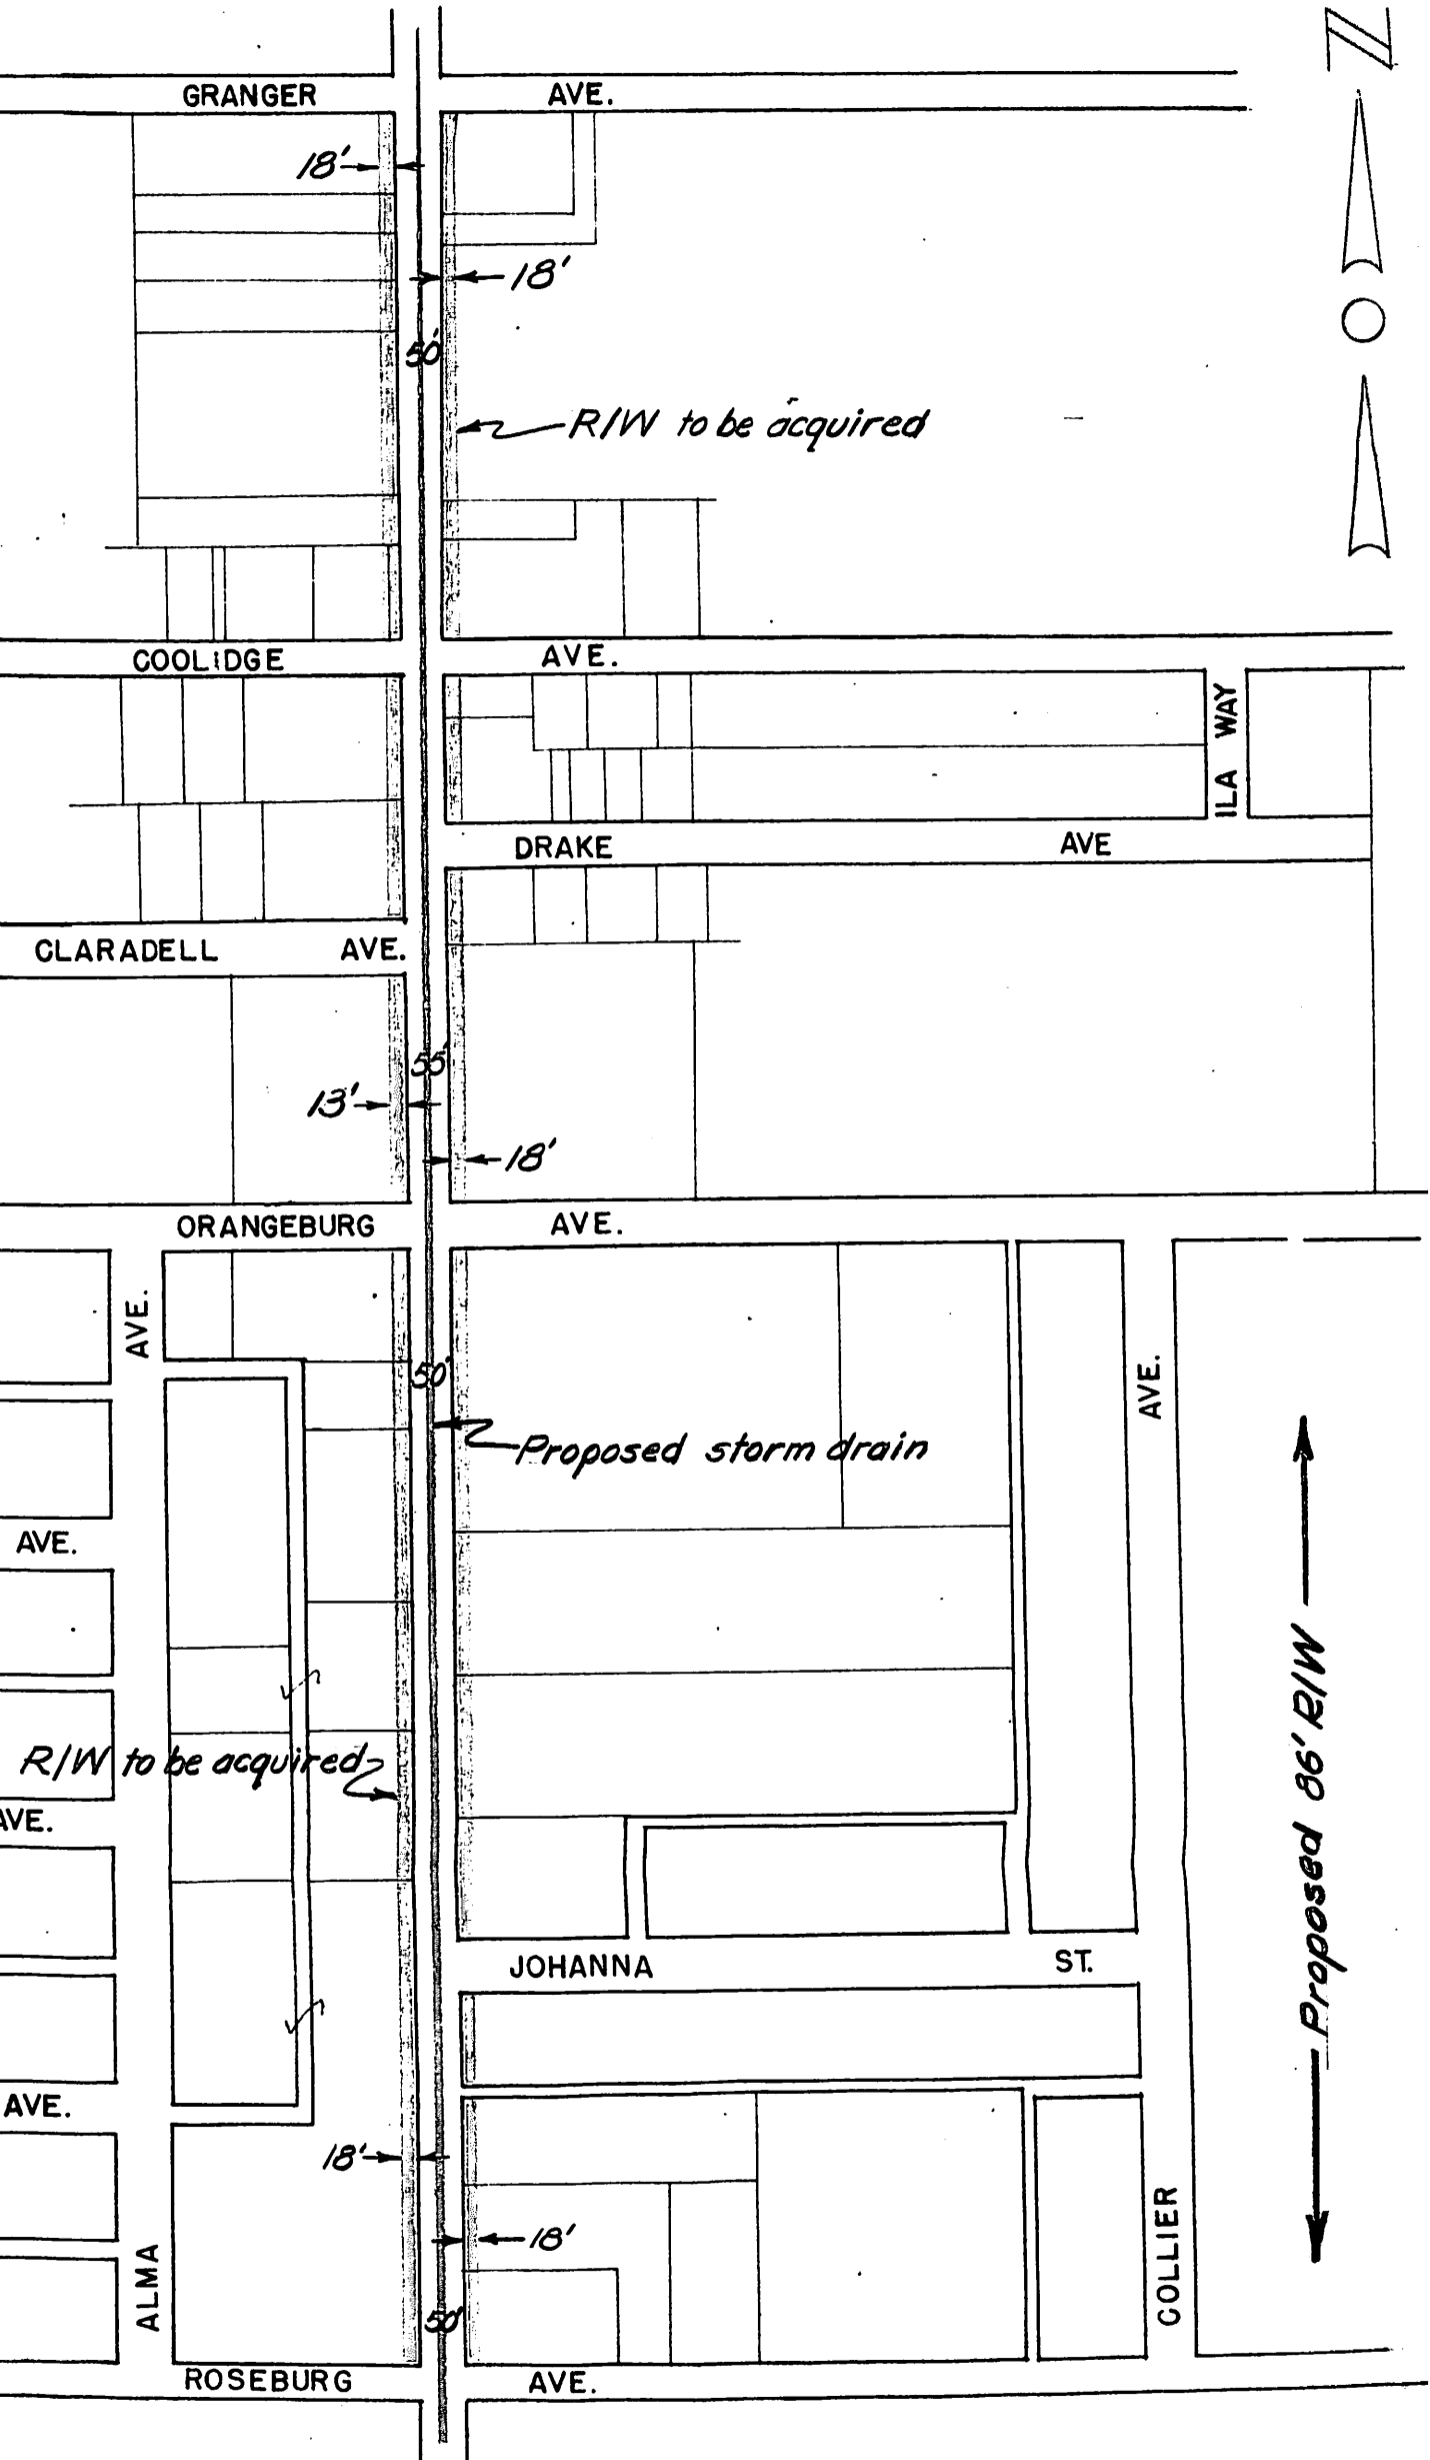 N
GRANGER AVE.
18'
18'
50'
R/W to be acquired
COOLIDGE AVE.
ILA WAY
DRAKE AVE
CLARADELL AVE.
55'
13'
18'
ORANGEBURG AVE.
AVE.
50'
AVE.
Proposed storm drain
AVE.
R/W to be acquired
AVE.
Proposed 86' R/W
JOHANNA ST.
AVE.
18'
18'
ALMA
COLLIER
50'
ROSEBURG AVE.